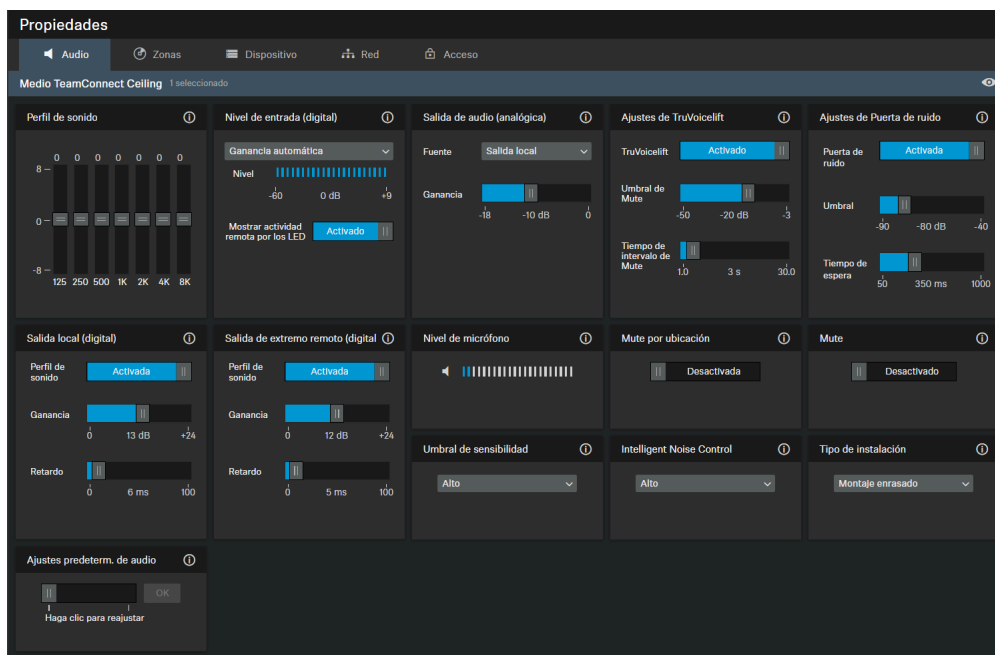 Propiedades
Audio
Zonas
Dispositivo
Red
Acceso
Medio TeamConnect Ceiling 1 seleccionado
Perfil de sonido
0 0 0 0 0 0 0
8
0
-8
125 250 500 1K 2K 4K 8K
Nivel de entrada (digital)
Ganancia automática
Nivel
-60 0 dB +9
Mostrar actividad
remota por los LED
Activado
Salida de audio (analógica)
Fuente
Salida local
Ganancia
-18 -10 dB 0
Ajustes de TruVoicelift
TruVoicelift
Activado
Umbral de
Mute
-50 -20 dB -3
Tiempo de
intervalo de
Mute
1.0 3 s 30.0
Ajustes de Puerta de ruido
Puerta de
ruido
Activada
Umbral
-90 -80 dB -40
Tiempo de
espera
50 350 ms 1000
Salida local (digital)
Perfil de
sonido
Activada
Ganancia
0 13 dB +24
Retardo
0 6 ms 100
Salida de extremo remoto (digital
Perfil de
sonido
Activada
Ganancia
0 12 dB +24
Retardo
0 5 ms 100
Nivel de micrófono
Mute por ubicación
Desactivada
Mute
Desactivado
Umbral de sensibilidad
Alto
Intelligent Noise Control
Alto
Tipo de instalación
Montaje enrasado
Ajustes predeterm. de audio
OK
Haga clic para reajustar